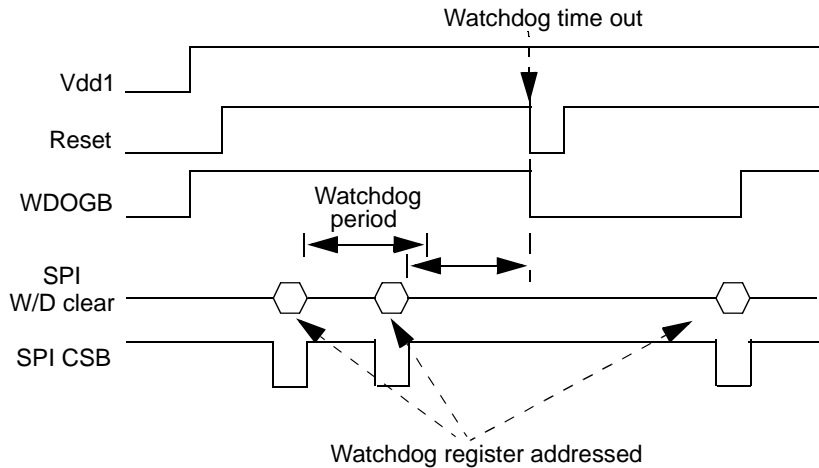 Watchdog time out
Vdd1
Reset
WDOGB
Watchdog
period
SPI
W/D clear
SPI CSB
Watchdog register addressed